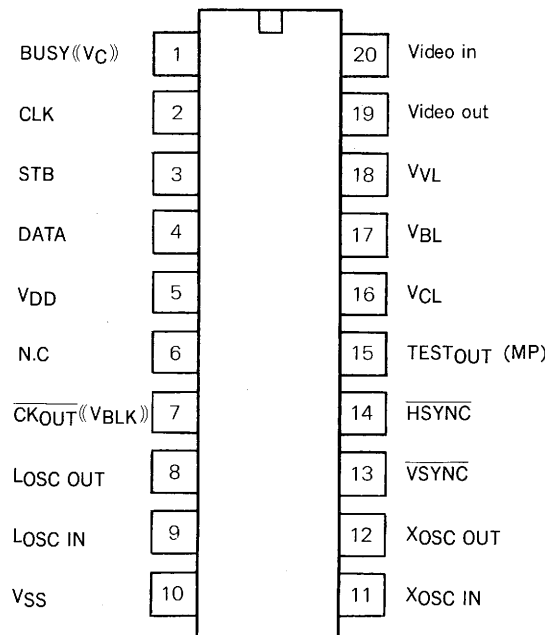 BUSY((VC)) 1 20 Video in
CLK 2 19 Video out
STB 3 18 VVL
DATA 4 17 VBL
VDD 5 16 VCL
N.C 6 15 TESTOUT (MP)
CKOUT((VBLK)) 7 14 HSYNC
LOSC OUT 8 13 VSYNC
LOSC IN 9 12 XOSC OUT
VSS 10 11 XOSC IN